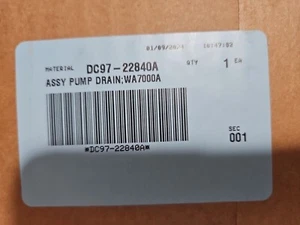 MATERIAL DC97-22840A QTY 1 EA
ASSY PUMP DRAIN;WA7000A
SEC
001
*DC97-22840A*